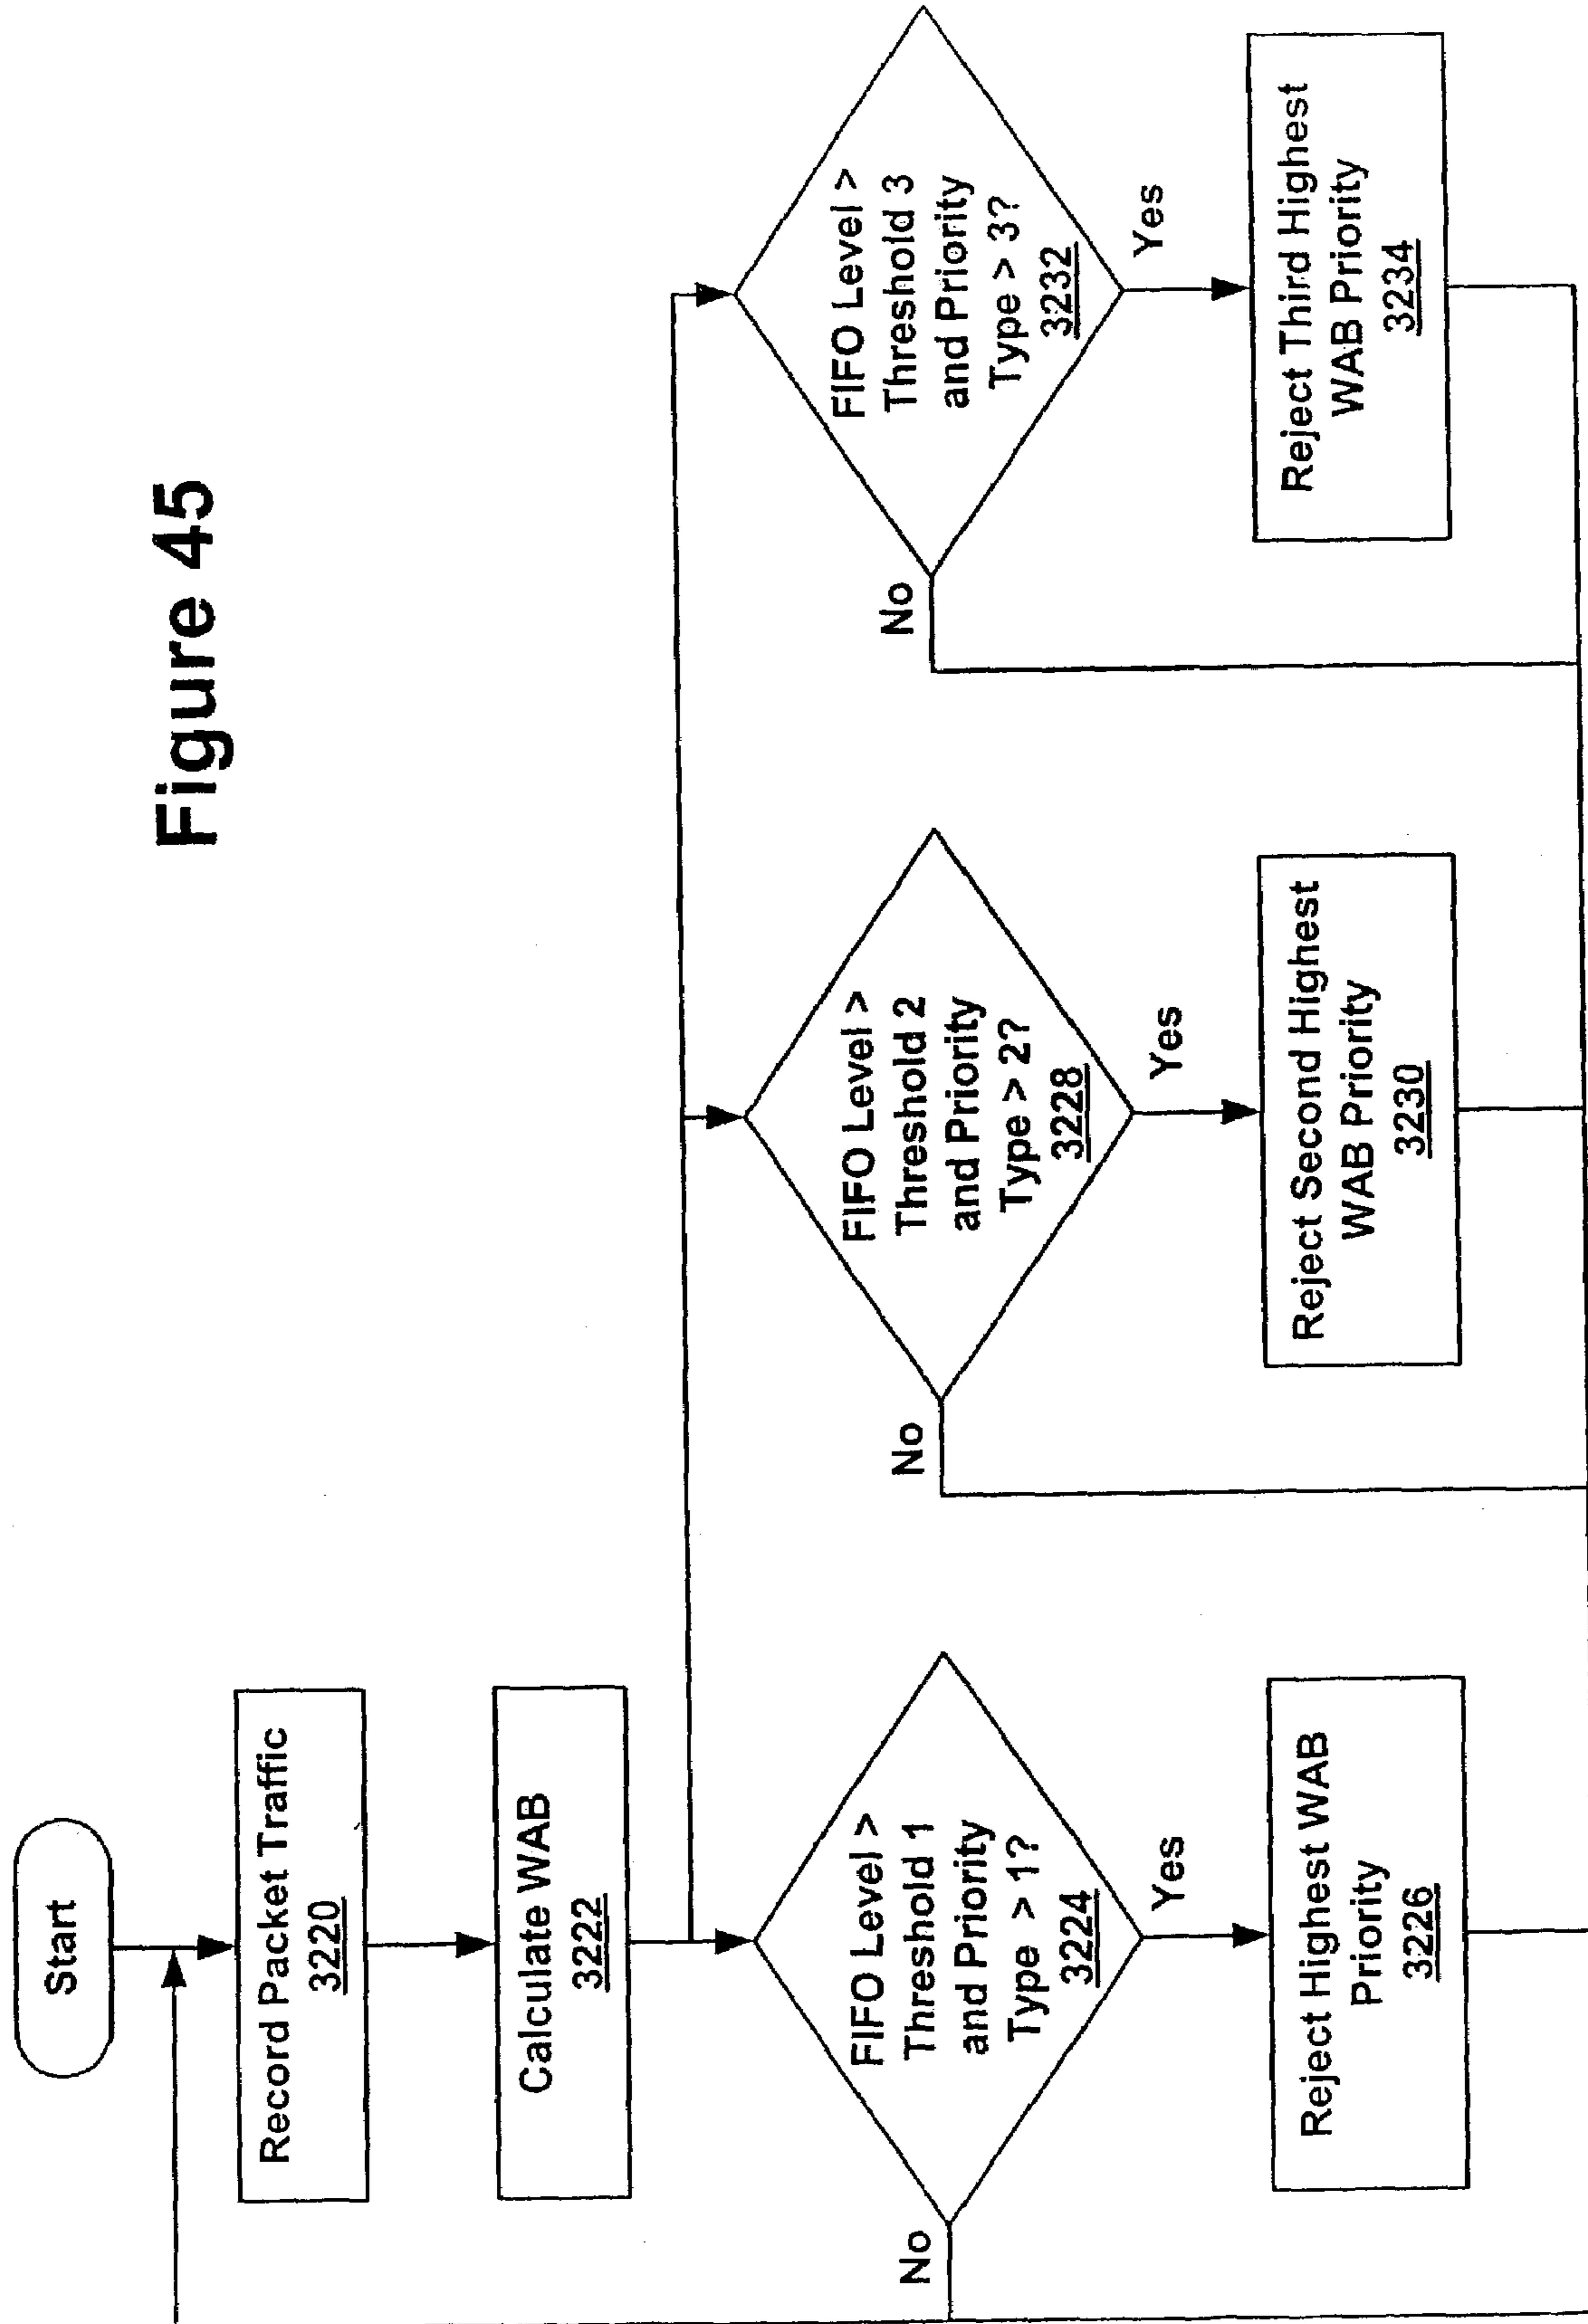 Figure 45
Start
Record Packet Traffic
3220
Calculate WAB
3222
FIFO Level >
Threshold 1
and Priority
Type > 1?
3224
No
Yes
Reject Highest WAB
Priority
3226
FIFO Level >
Threshold 2
and Priority
Type > 2?
3228
No
Yes
Reject Second Highest
WAB Priority
3230
FIFO Level >
Threshold 3
and Priority
Type > 3?
3232
No
Yes
Reject Third Highest
WAB Priority
3234